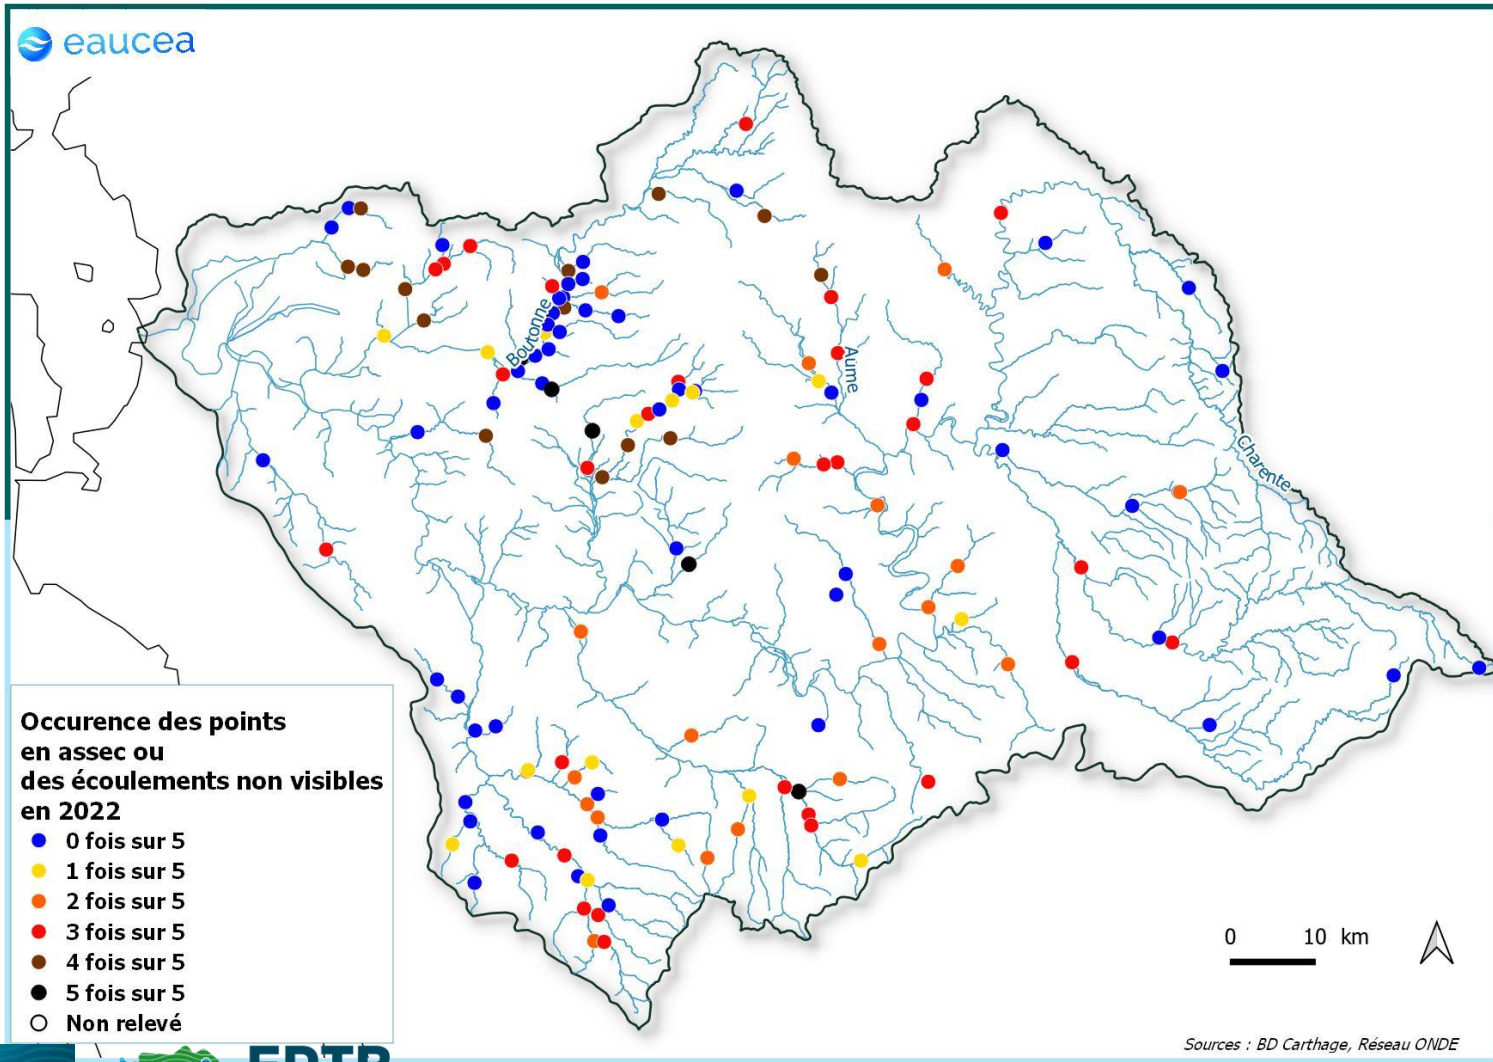 eaucea
Boutonne
Aume
Charente
Occurence des points
en assec ou
des écoulements non visibles
en 2022
0 fois sur 5
1 fois sur 5
2 fois sur 5
3 fois sur 5
4 fois sur 5
5 fois sur 5
Non relevé
0 10 km
Sources : BD Carthage, Réseau ONDE
EPTB